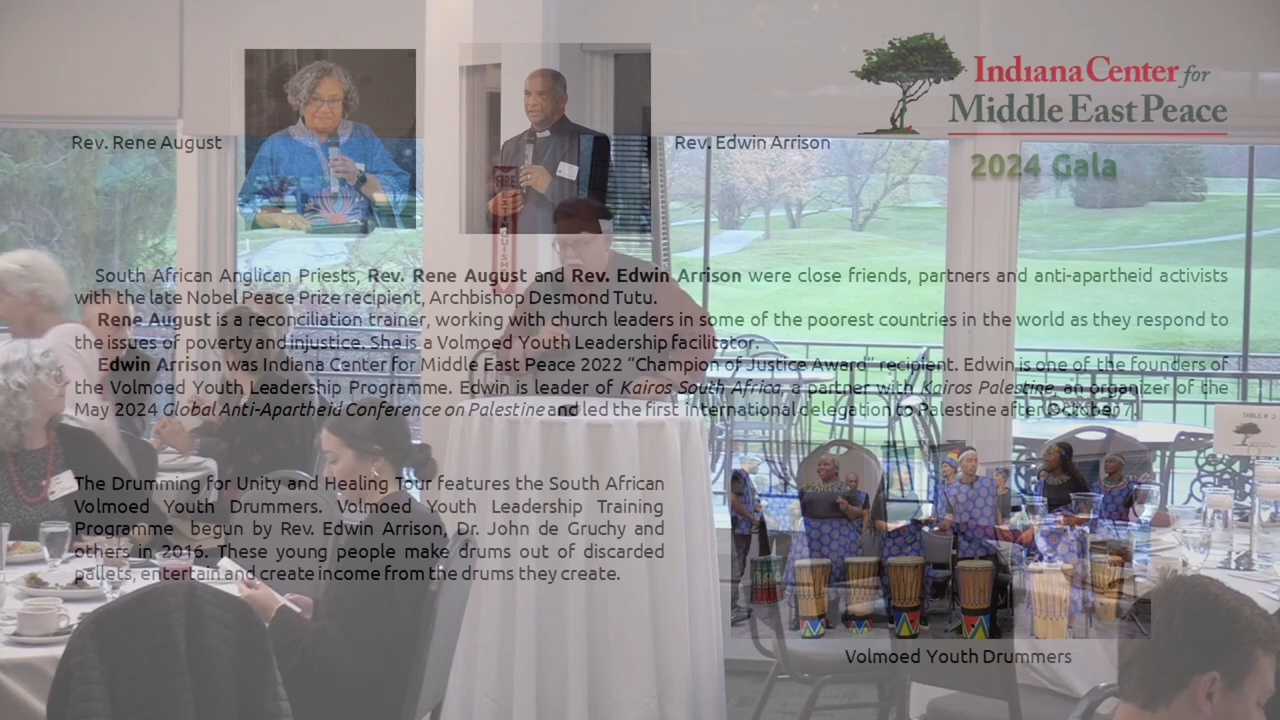 Indiana Center for
Middle East Peace
2024 Gala
Rev. Rene August
Rev. Edwin Arrison
FIRE
South African Anglican Priests, Rev. Rene August and Rev. Edwin Arrison were close friends, partners and anti-apartheid activists
with the late Nobel Peace Prize recipient, Archbishop Desmond Tutu.
Rene August is a reconciliation trainer, working with church leaders in some of the poorest countries in the world as they respond to
the issues of poverty and injustice. She is a Volmoed Youth Leadership facilitator.
Edwin Arrison was Indiana Center for Middle East Peace 2022 "Champion of Justice Award" recipient. Edwin is one of the founders of
the Volmoed Youth Leadership Programme. Edwin is leader of Kairos South Africa, a partner with Kairos Palestine, an organizer of the
May 2024 Global Anti-Apartheid Conference on Palestine and led the first international delegation to Palestine after October 7.
TABLE # 2
The Drumming for Unity and Healing Tour features the South African
Volmoed Youth Drummers. Volmoed Youth Leadership Training
Programme begun by Rev. Edwin Arrison, Dr. John de Gruchy and
others in 2016. These young people make drums out of discarded
pallets, entertain and create income from the drums they create.
Volmoed Youth Drummers